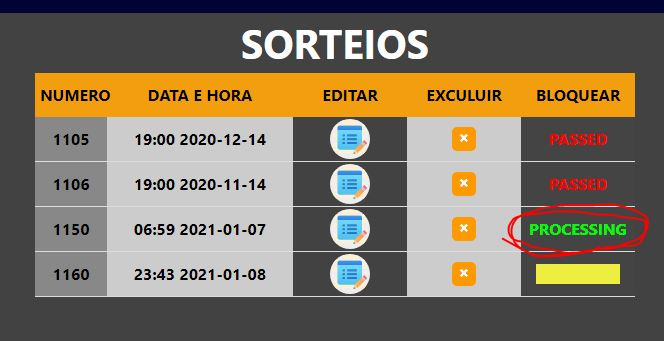 SORTEIOS
NUMERO DATA E HORA EDITAR EXCULUIR BLOQUEAR
1105 19:00 2020-12-14 PASSED
1106 19:00 2020-11-14 PASSED
1150 06:59 2021-01-07 PROCESSING
1160 23:43 2021-01-08